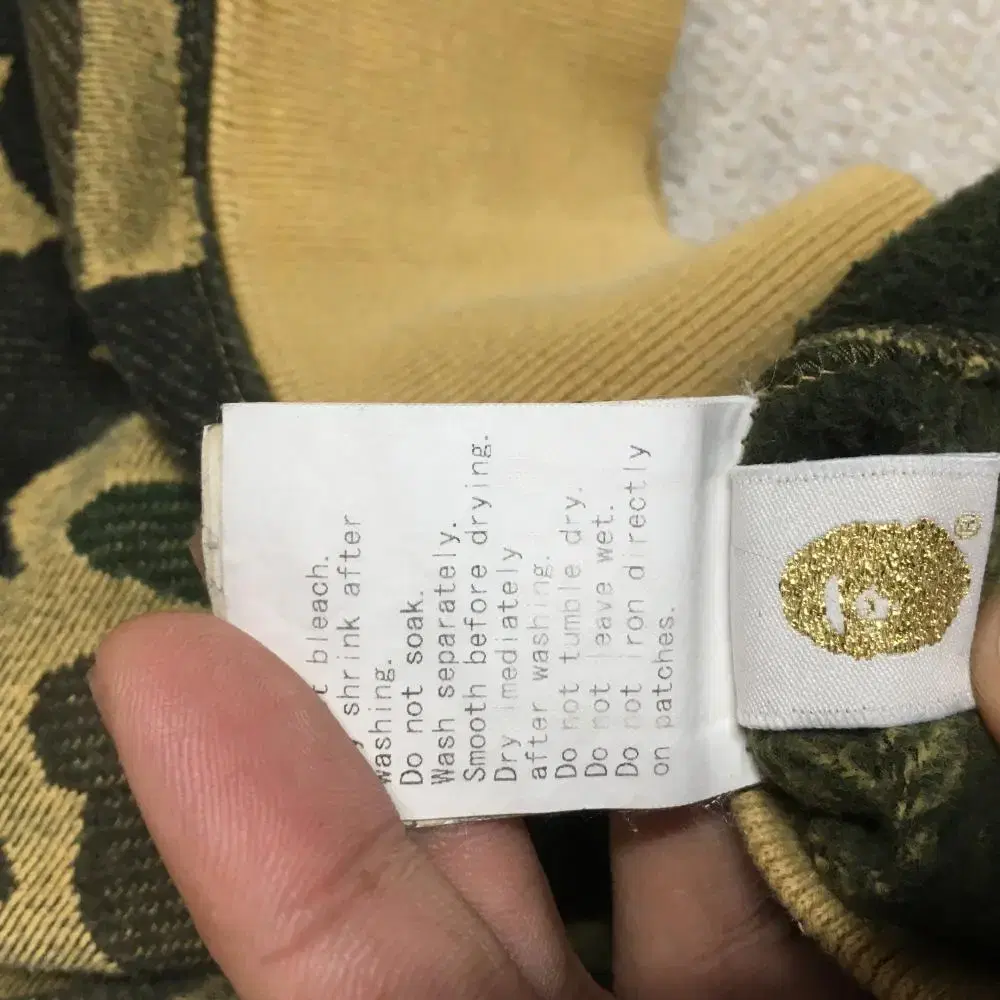 bleach.
shrink after
washing.
Do not soak.
Wash separately.
Smooth before drying.
Dry imediately
after washing.
Do not tumble dry.
Do not leave wet.
Do not iron directly
on patches.
®